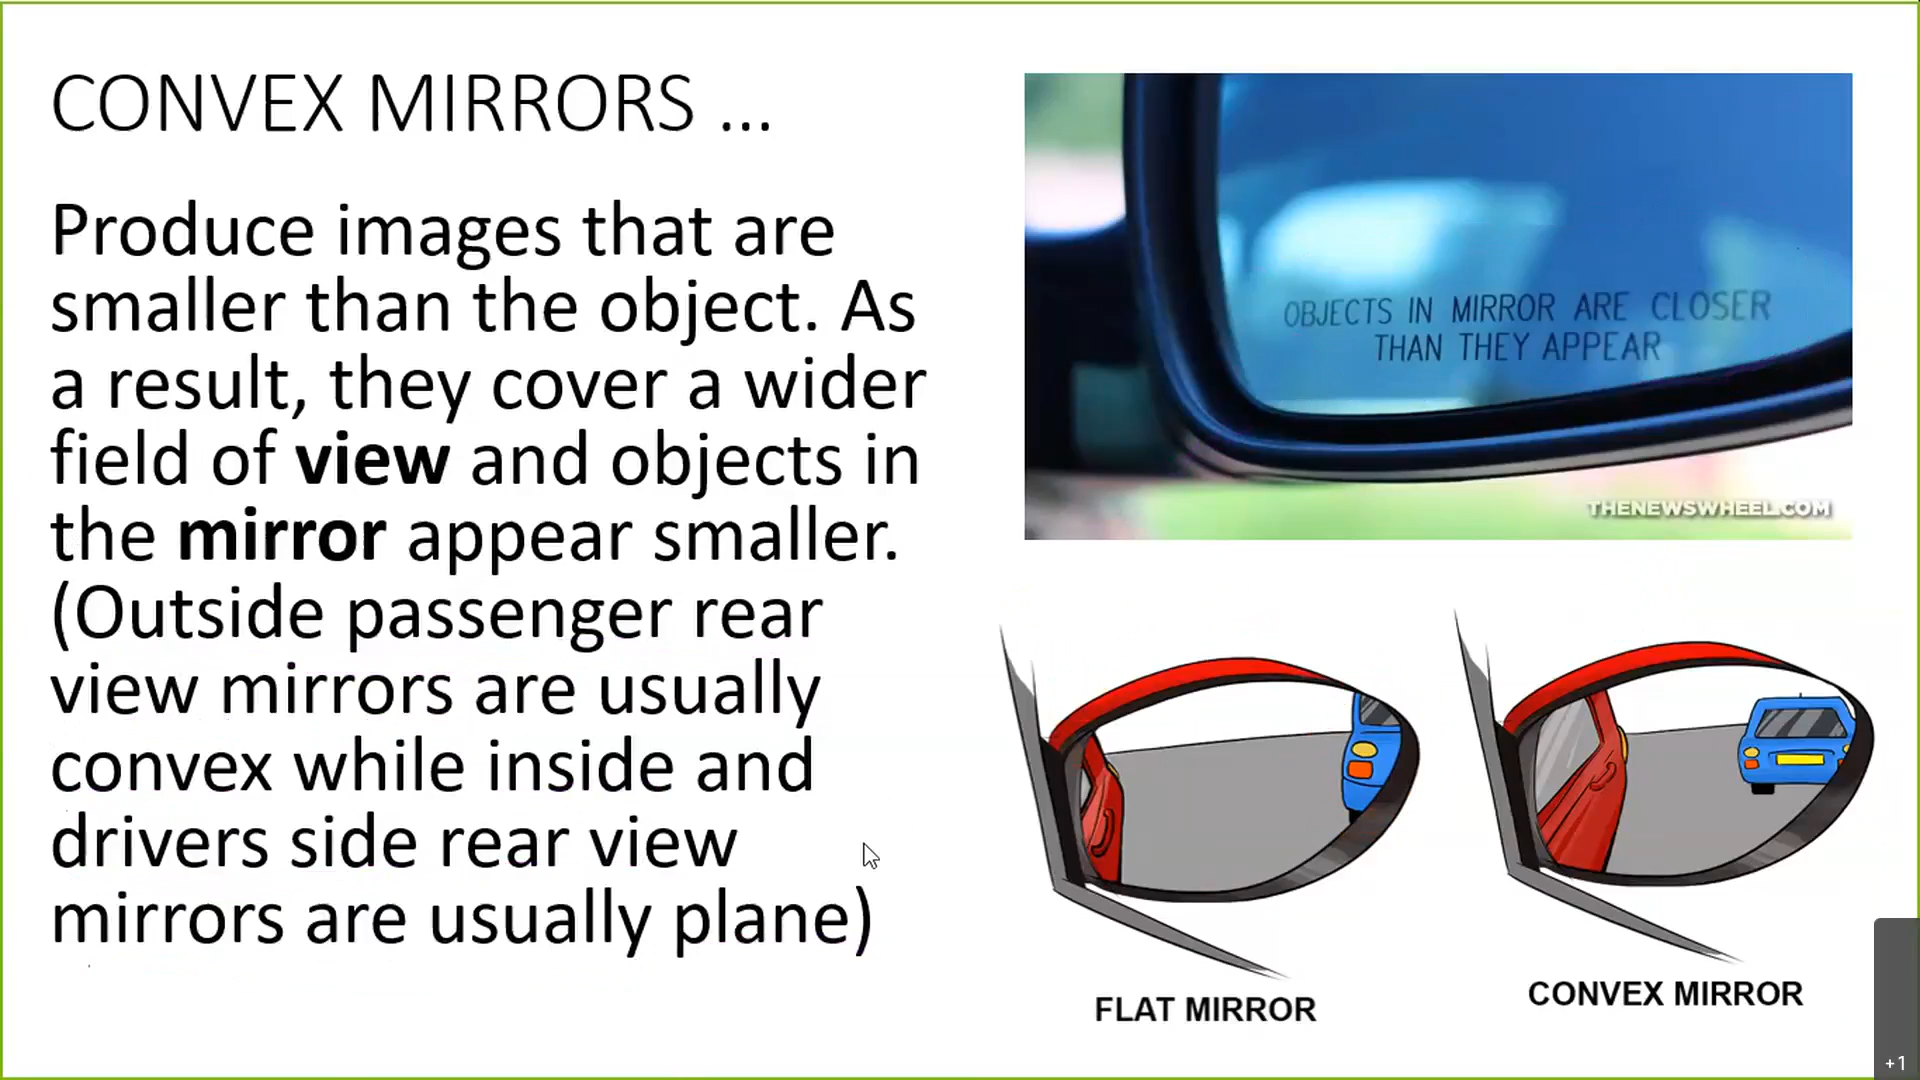 CONVEX MIRRORS ...
Produce images that are
smaller than the object. As
a result, they cover a wider
field of view and objects in
the mirror appear smaller.
(Outside passenger rear
view mirrors are usually
convex while inside and
drivers side rear view
mirrors are usually plane)
OBJECTS IN MIRROR ARE CLOSER
THAN THEY APPEAR
THENEWSWHEEL.COM
FLAT MIRROR
CONVEX MIRROR
+1